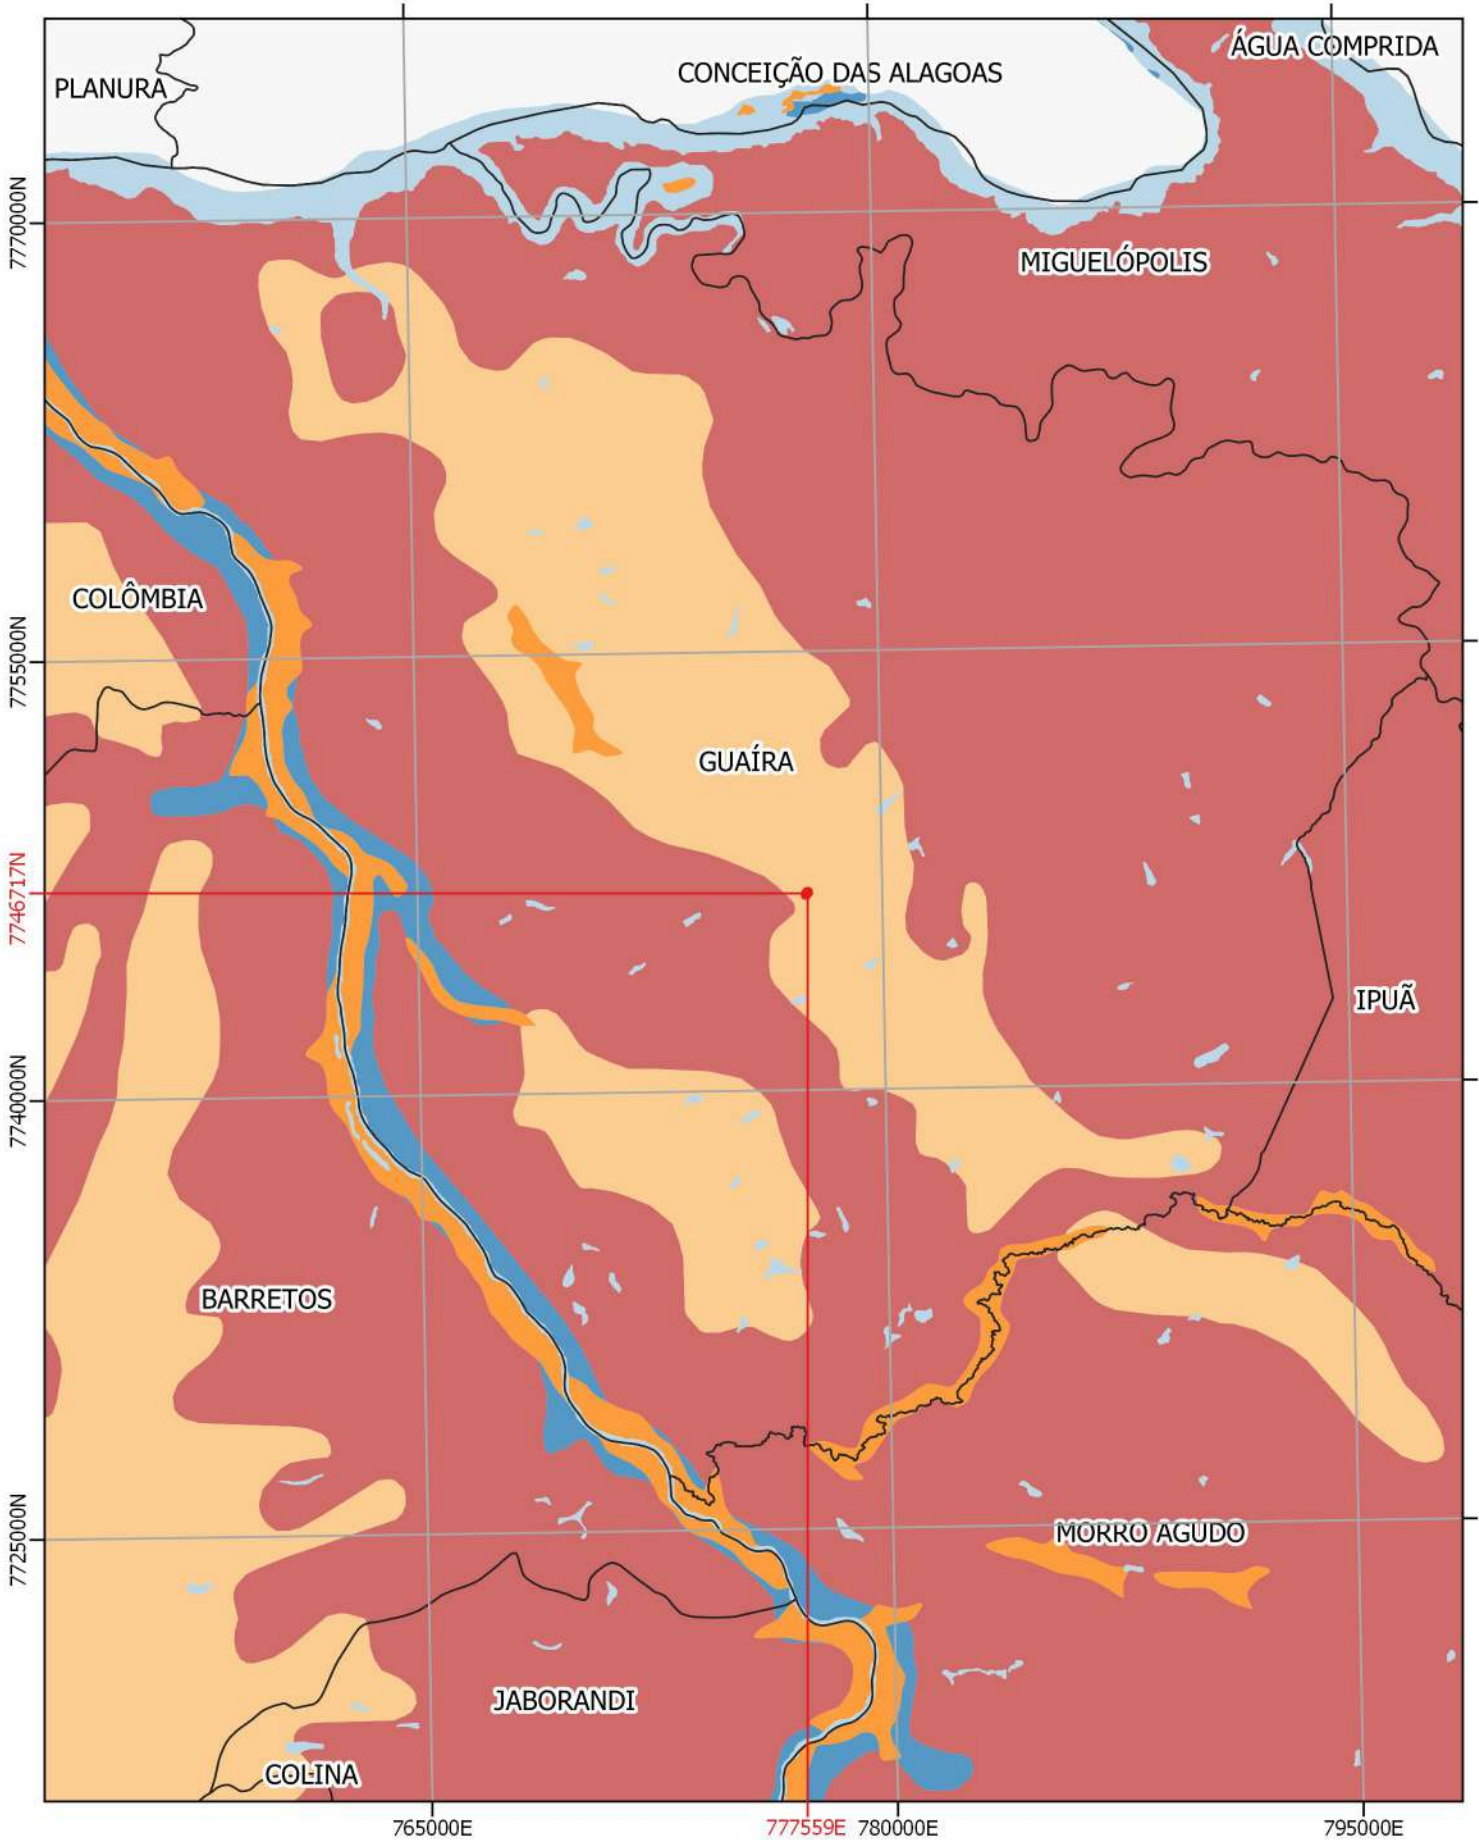 ÁGUA COMPRIDA
CONCEIÇÃO DAS ALAGOAS
PLANURA
7770000N
MIGUELÓPOLIS
COLÔMBIA
7755000N
GUAÍRA
7746717N
IPUÃ
7740000N
BARRETOS
7725000N
MORRO AGUDO
JABORANDI
COLINA
765000E
777559E
780000E
795000E